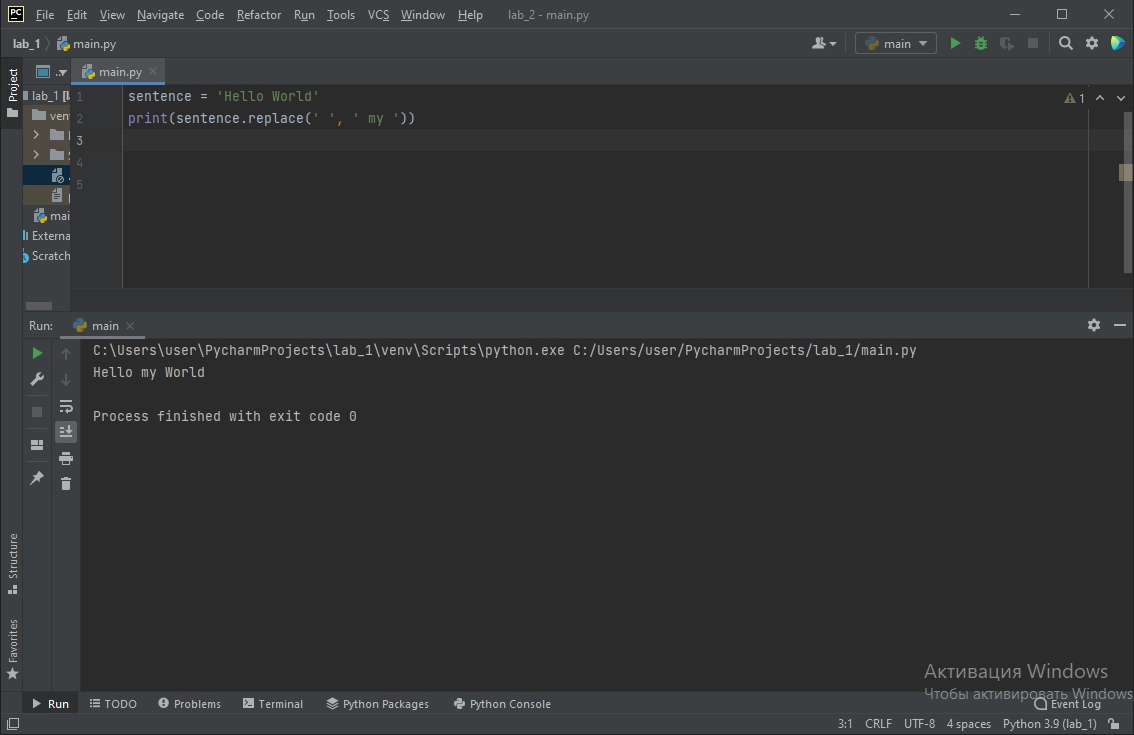 PC File Edit View Navigate Code Refactor Run Tools VCS Window Help lab_2 - main.py
lab_1 main.py main
main.py
Project
lab_1
1 sentence = 'Hello World'
2 print(sentence.replace(' ', ' my '))
3
4
5
1
main
Externa
Scratch
Run: main
C:\Users\user\PycharmProjects\lab_1\venv\Scripts\python.exe C:/Users/user/PycharmProjects/lab_1/main.py
Hello my World
Process finished with exit code 0
Structure
Favorites
Активация Windows
Чтобы активировать Windows
Run TODO Problems Terminal Python Packages Python Console Event Log
3:1 CRLF UTF-8 4 spaces Python 3.9 (lab_1)